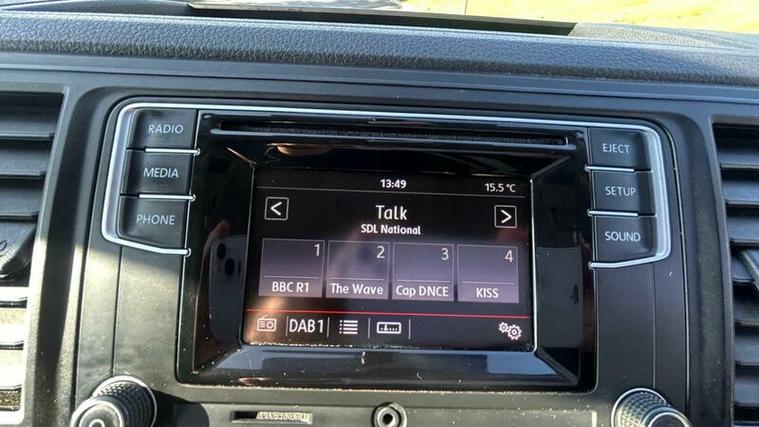 RADIO
MEDIA
PHONE
13:49
15.5 °C
<
Talk
>
SDL National
1
2
3
4
BBC R1
The Wave
Cap DNCE
KISS
DAB1
EJECT
SETUP
SOUND